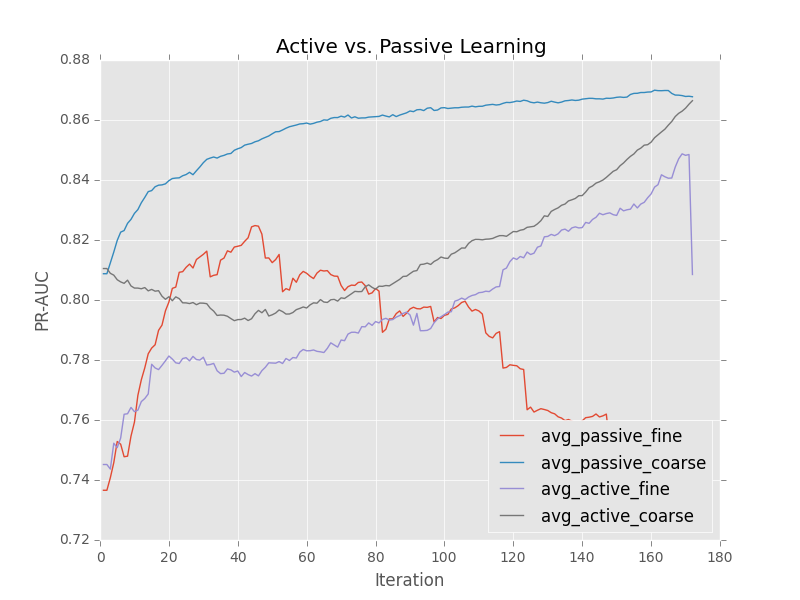 Active vs. Passive Learning
0.88
0.86
0.84
0.82
0.80
0.78
0.76
0.74
0.72
PR-AUC
0 20 40 60 80 100 120 140 160 180
Iteration
avg_passive_fine
avg_passive_coarse
avg_active_fine
avg_active_coarse